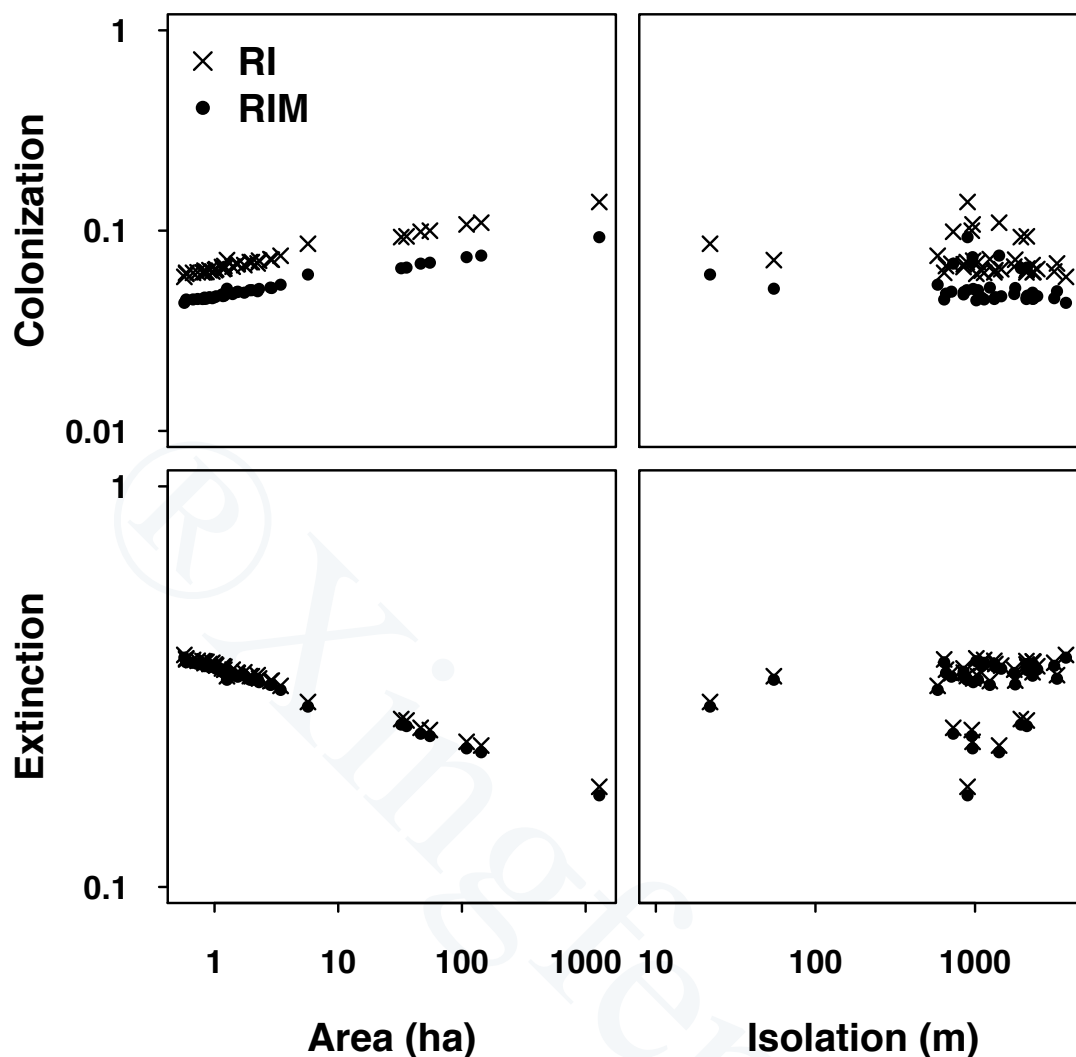 1
RI
RIM
0.1
0.01
Colonization
1
0.1
Extinction
1 10 100 1000
10 100 1000
Area (ha)
Isolation (m)
®Xingfe